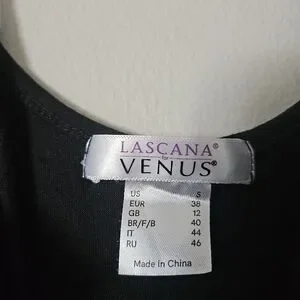 LASCANA®
for
VENUS®
US S
EUR 38
GB 12
BR/F/B 40
IT 44
RU 46
Made in China